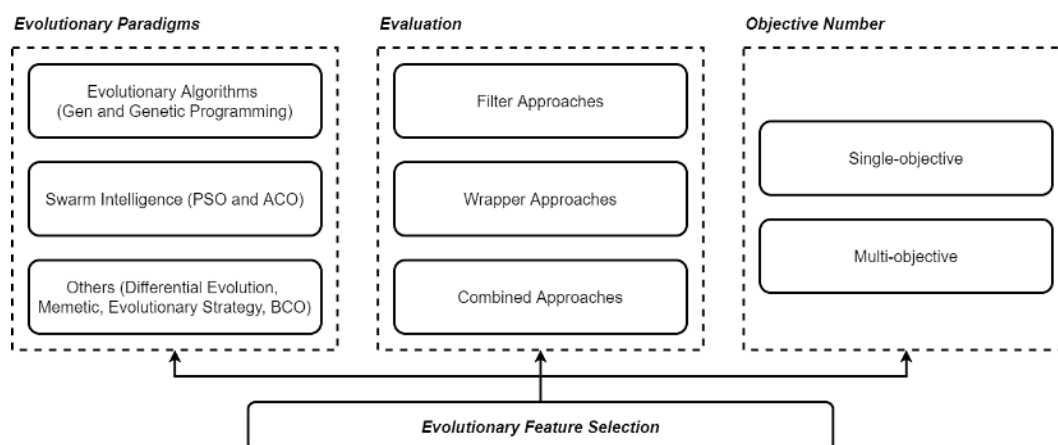 Evolutionary Paradigms
Evolutionary Algorithms
(Gen and Genetic Programming)
Swarm Intelligence (PSO and ACO)
Others (Differential Evolution,
Memetic, Evolutionary Strategy, BCO)
Evaluation
Filter Approaches
Wrapper Approaches
Combined Approaches
Objective Number
Single-objective
Multi-objective
Evolutionary Feature Selection